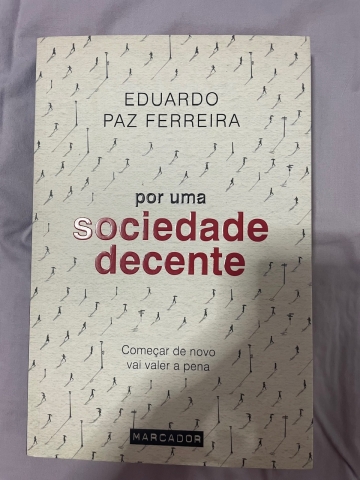 EDUARDO
PAZ FERREIRA
por uma
sociedade
decente
Começar de novo
vai valer a pena
MARCADOR